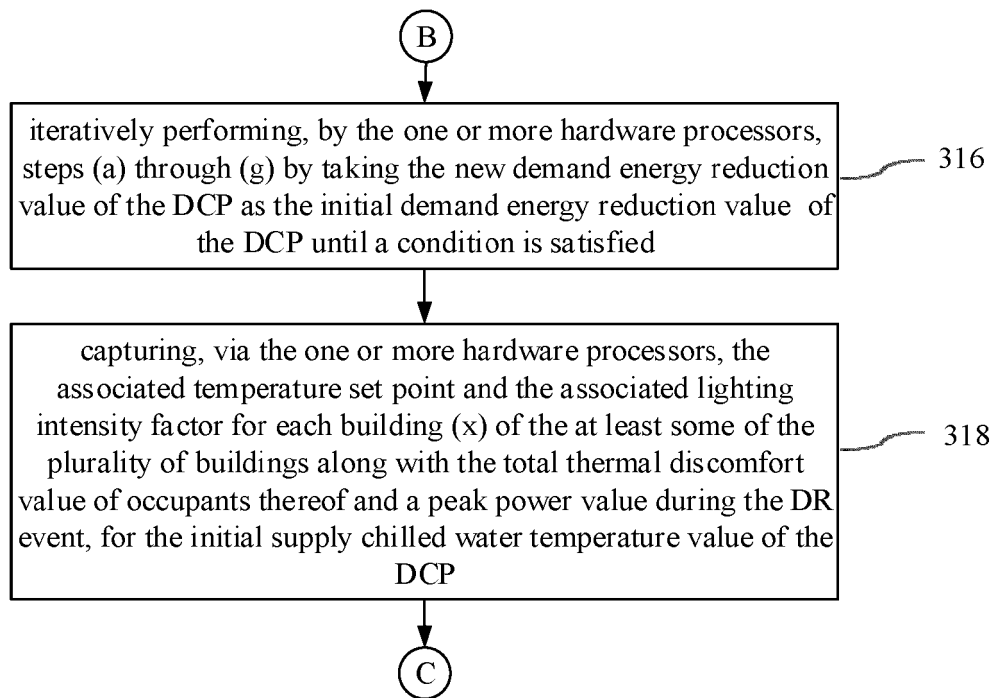 B
iteratively performing, by the one or more hardware processors,
steps (a) through (g) by taking the new demand energy reduction
value of the DCP as the initial demand energy reduction value of
the DCP until a condition is satisfied
316
capturing, via the one or more hardware processors, the
associated temperature set point and the associated lighting
intensity factor for each building (x) of the at least some of the
plurality of buildings along with the total thermal discomfort
value of occupants thereof and a peak power value during the DR
event, for the initial supply chilled water temperature value of the
DCP
318
C